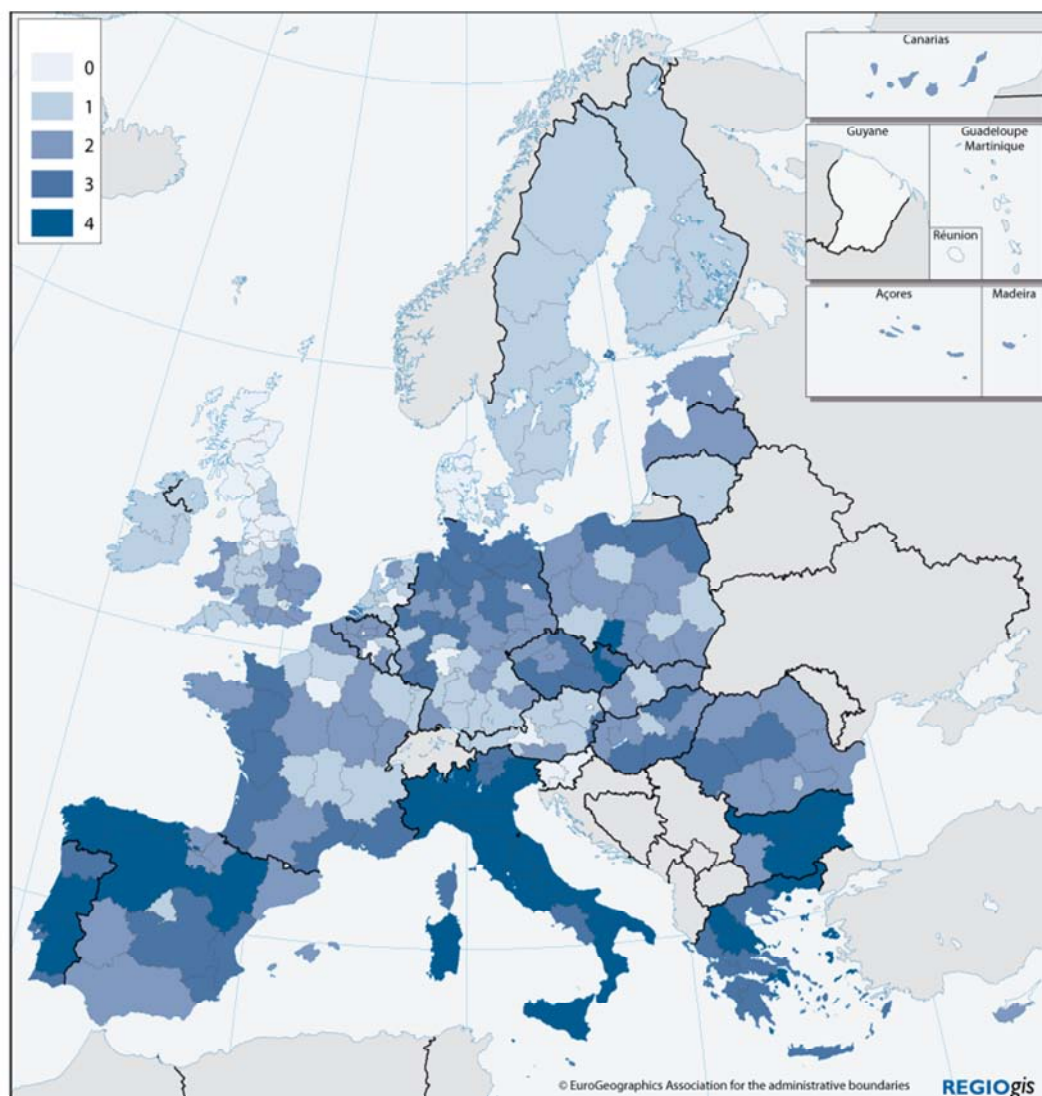 0
1
2
3
4
Canarias
Guyane
Guadeloupe
Martinique
Réunion
Açores
Madeira
© EuroGeographics Association for the administrative boundaries
REGIOgis